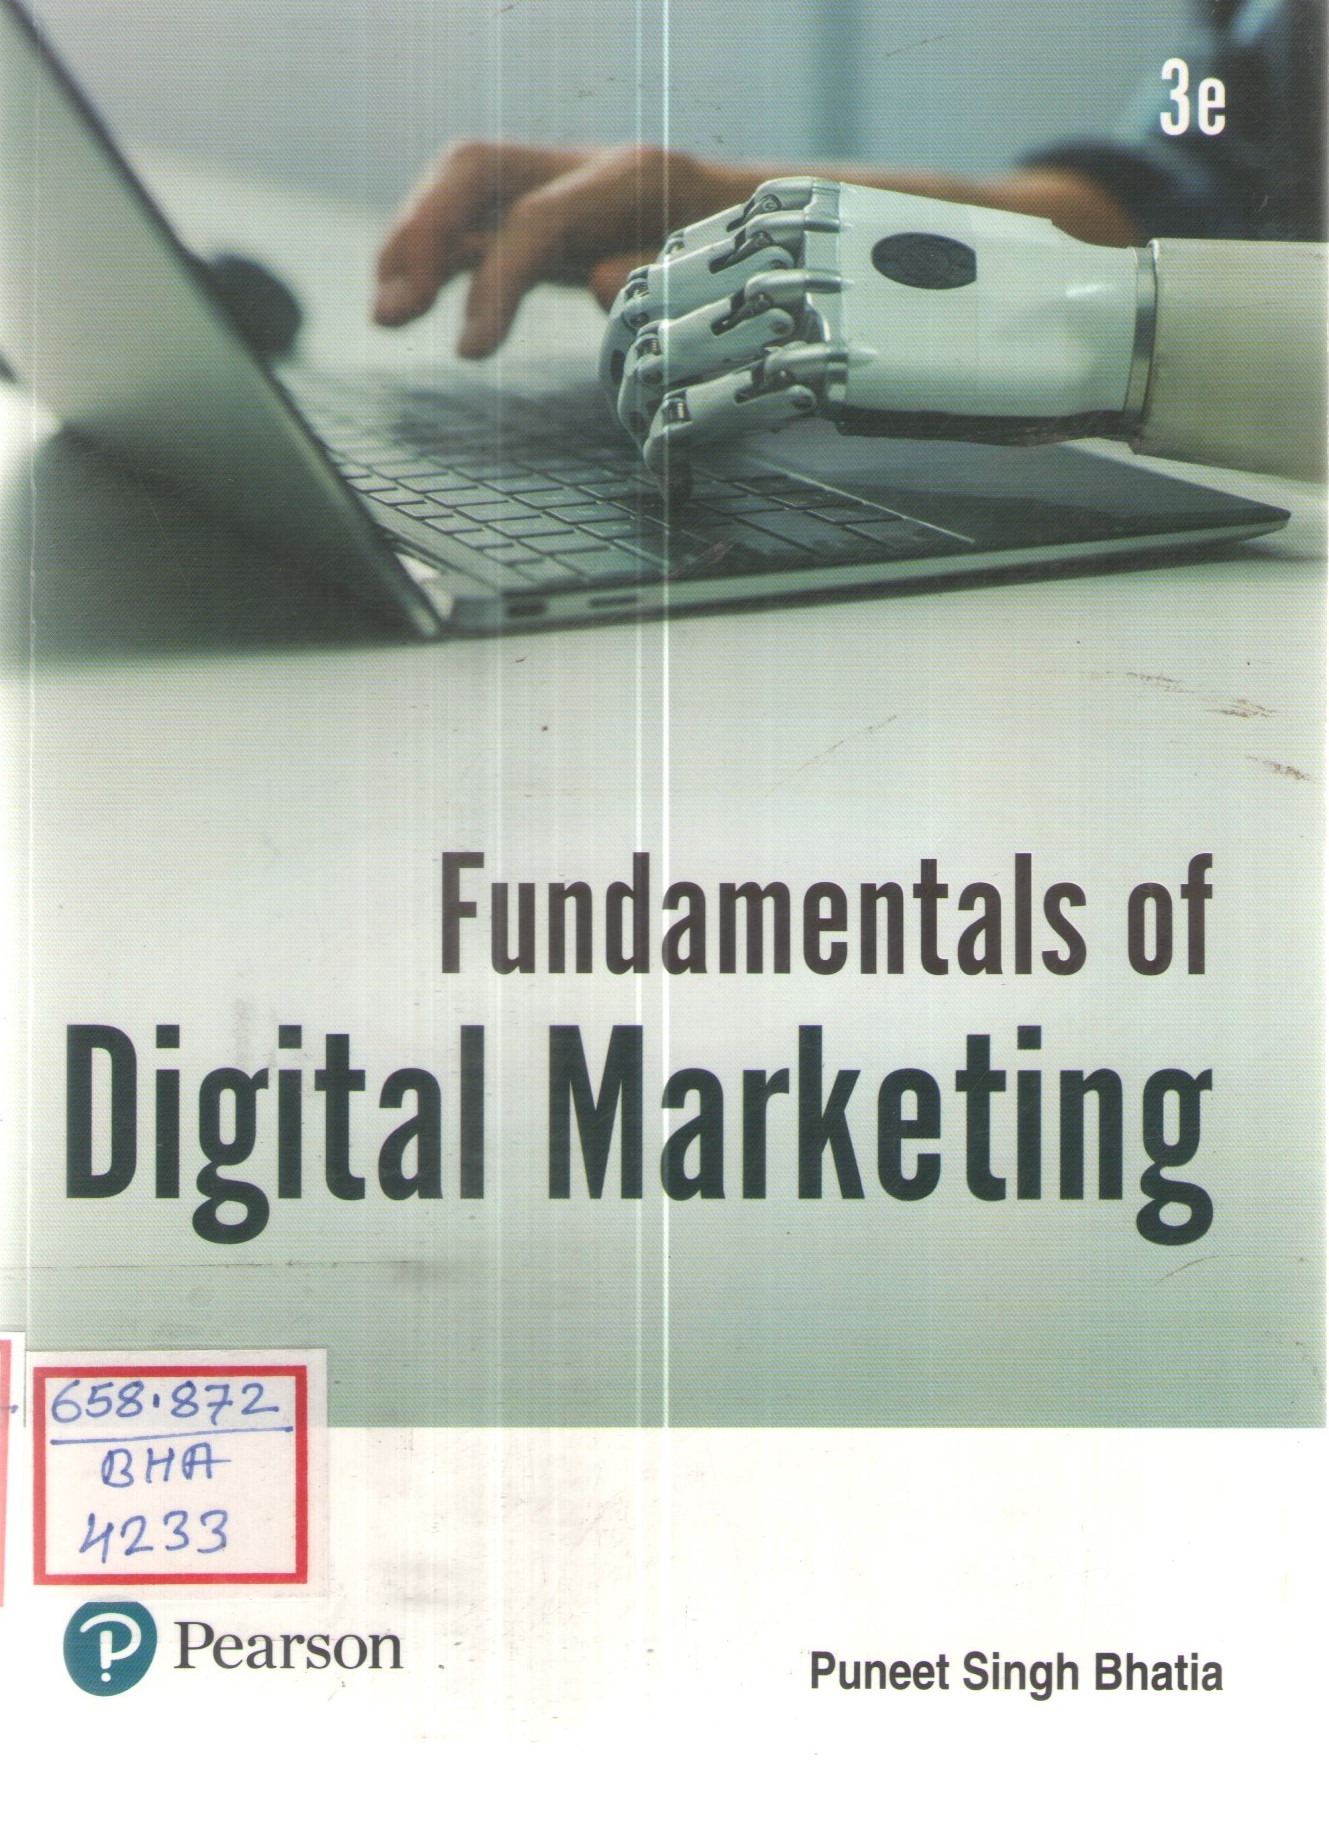 3e
Fundamentals of
Digital Marketing
658.872
BHA
4233
Pearson
Puneet Singh Bhatia